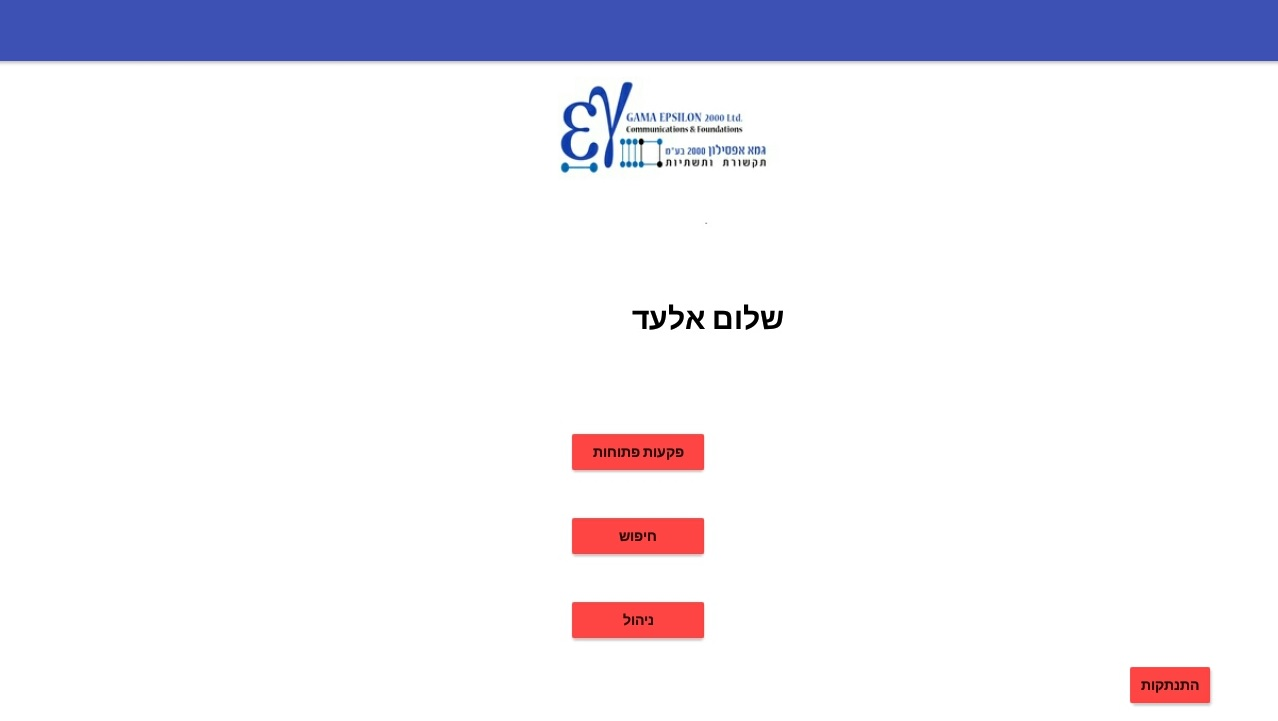 GAMA EPSILON 2000 Ltd.
Communications & Foundations
גמא אפסילון 2000 בע"מ
תקשורת ותשתיות
שלום אלעד
פקעות פתוחות
חיפוש
ניהול
התנתקות